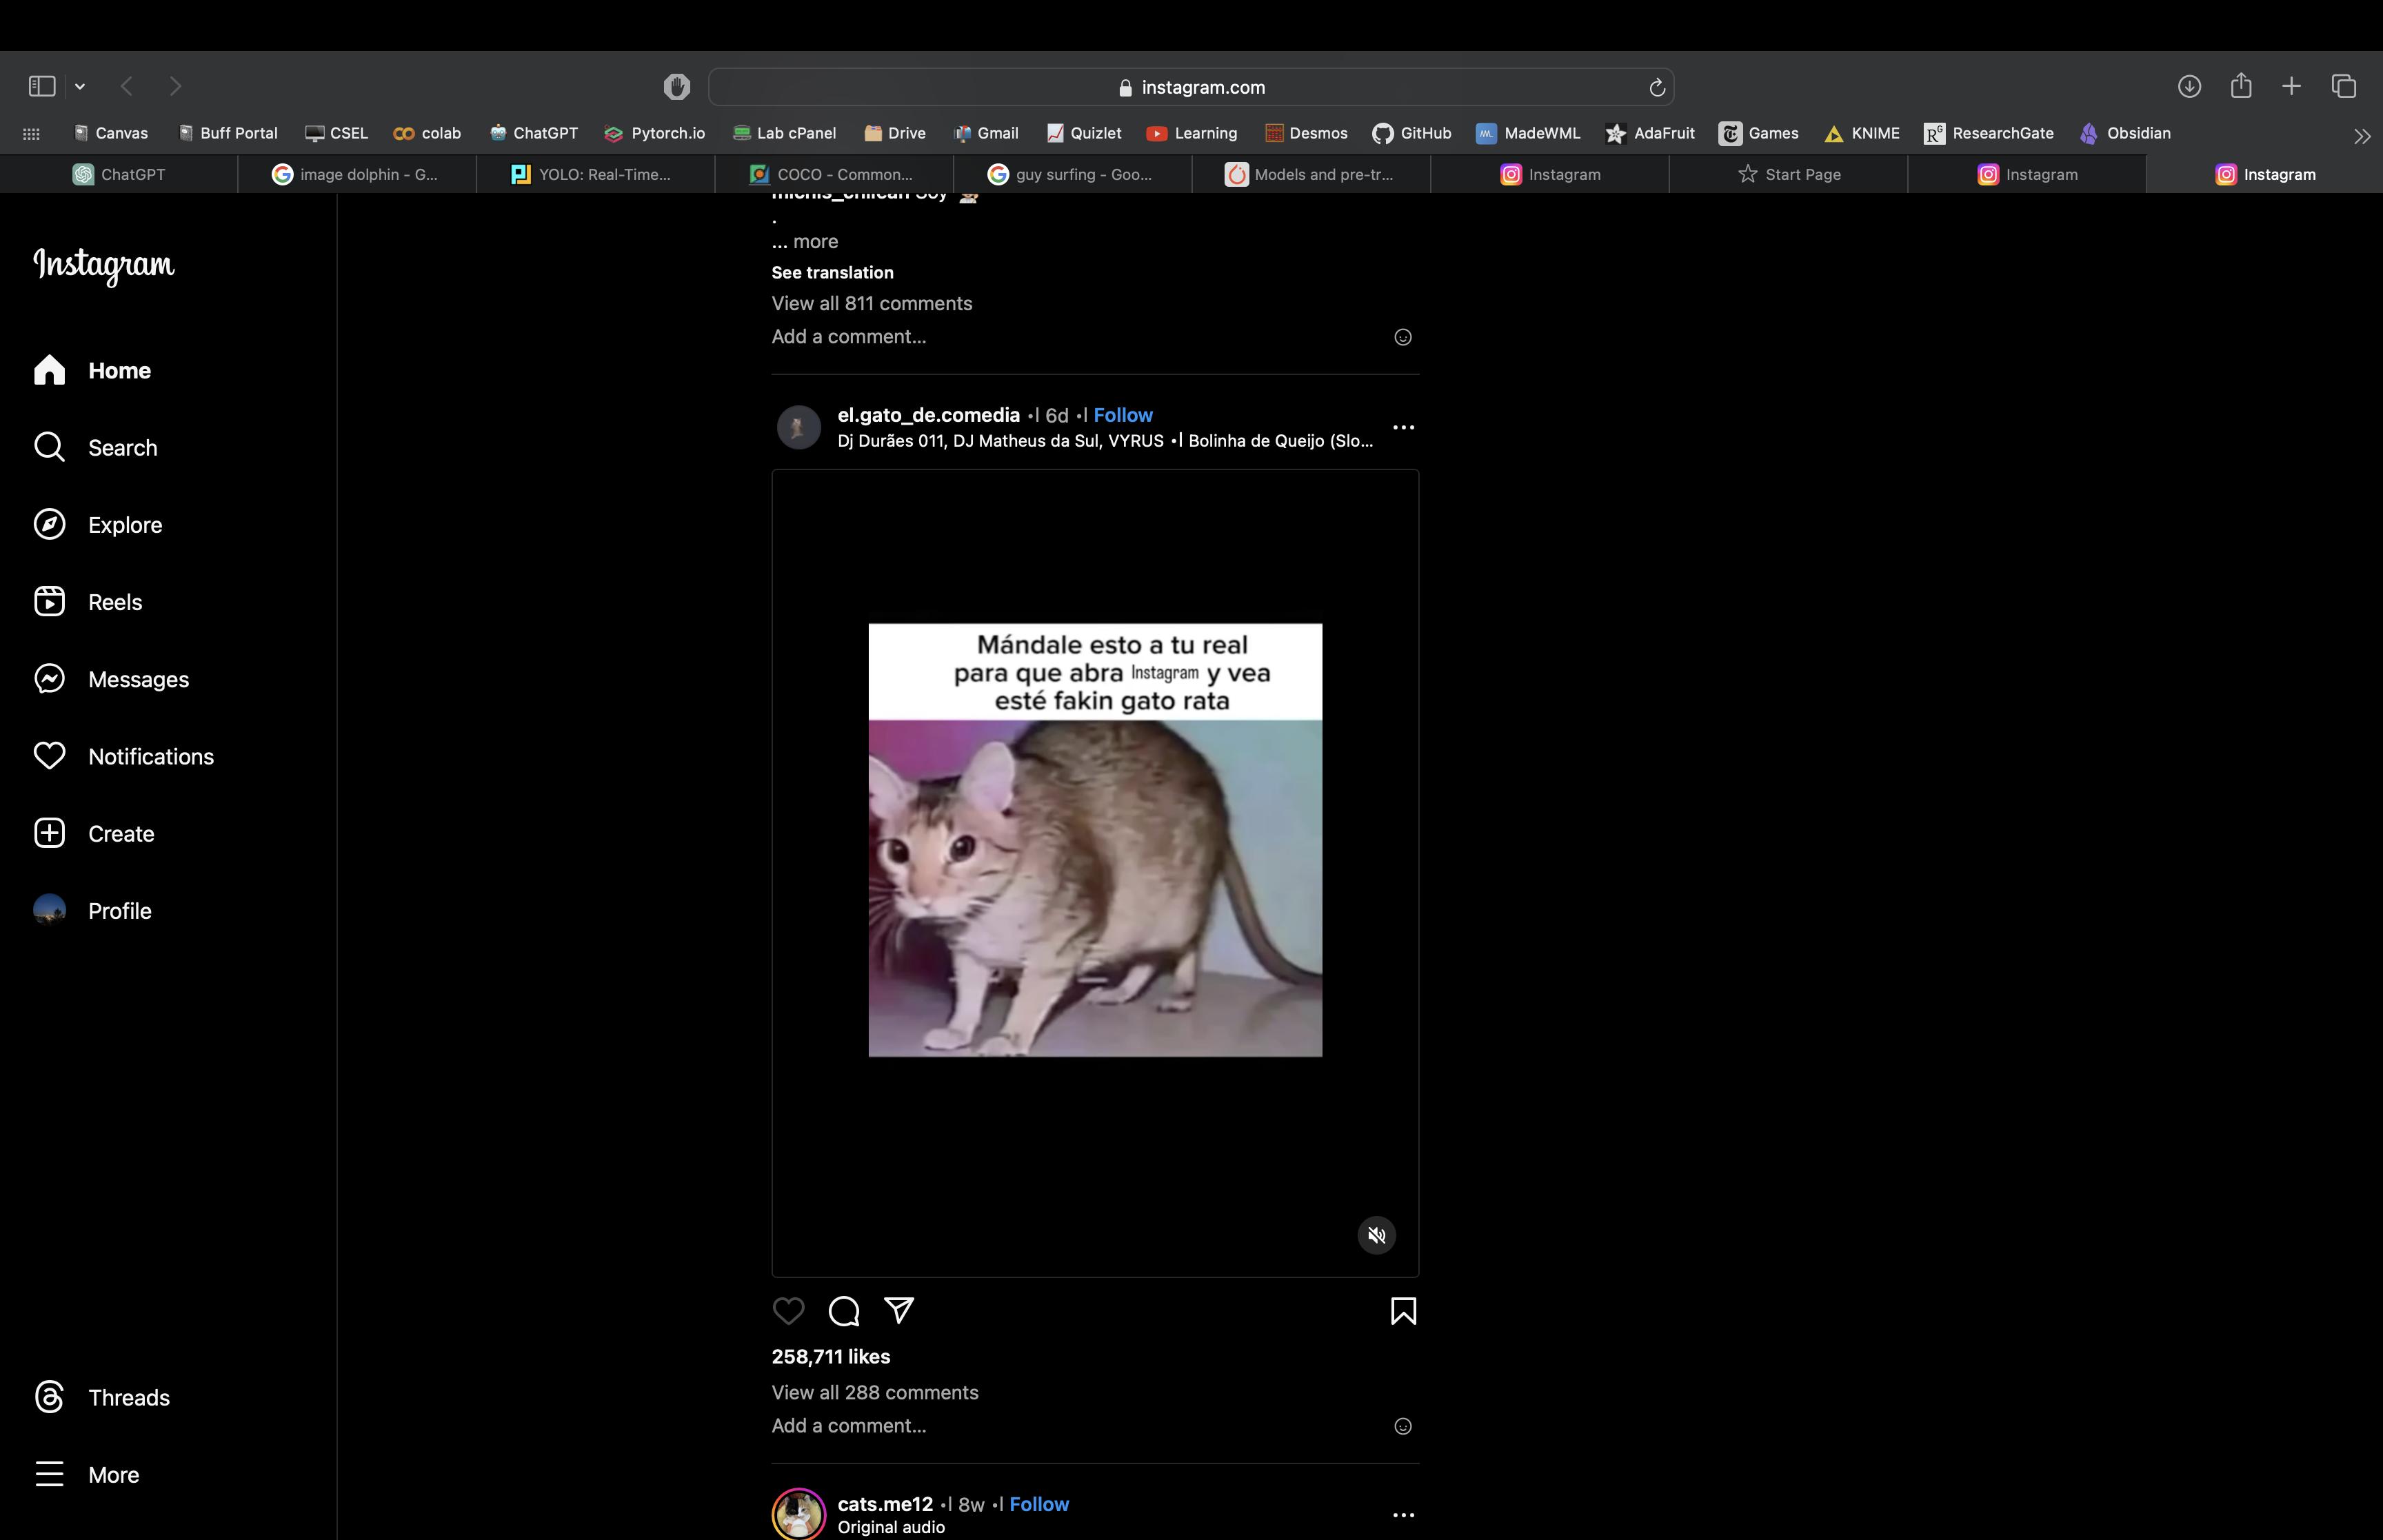 instagram.com
Canvas
Buff Portal
CSEL
colab
ChatGPT
Pytorch.io
Lab cPanel
Drive
Gmail
Quizlet
Learning
Desmos
GitHub
MadeWML
AdaFruit
Games
KNIME
ResearchGate
Obsidian
ChatGPT
image dolphin - G...
YOLO: Real-Time...
COCO - Common...
guy surfing - Goo...
Models and pre-tr...
Instagram
Start Page
Instagram
Instagram
Instagram
Home
Search
Explore
Reels
Messages
Notifications
Create
Profile
Threads
More
michis_chilean Soy
.
... more
See translation
View all 811 comments
Add a comment...
el.gato_de.comedia • 6d • Follow
Dj Durães 011, DJ Matheus da Sul, VYRUS • Bolinha de Queijo (Slo...
Mándale esto a tu real
para que abra Instagram y vea
esté fakin gato rata
258,711 likes
View all 288 comments
Add a comment...
cats.me12 • 8w • Follow
Original audio